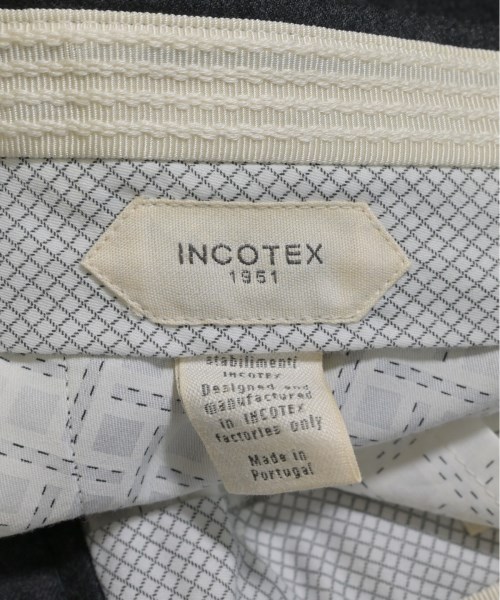 INCOTEX
1951
stabilimenti
INCOTEX
Designed and
manufactured
in INCOTEX
factories only
Made in
Portugal